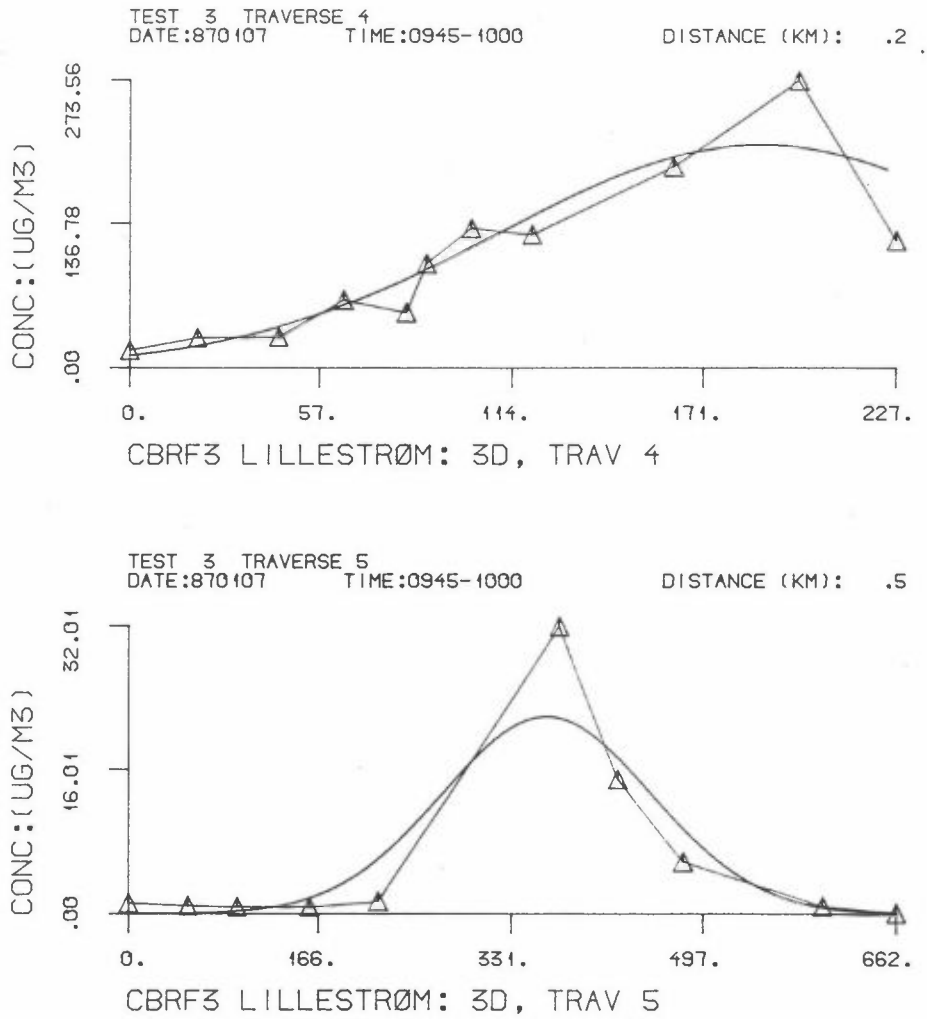 TEST 3 TRAVERSE 4
DATE:870107 TIME:0945-1000 DISTANCE (KM): .2
CONC:(UG/M3)
273.56
136.78
.00
0. 57. 114. 171. 227.
CBRF3 LILLESTRØM: 3D, TRAV 4
TEST 3 TRAVERSE 5
DATE:870107 TIME:0945-1000 DISTANCE (KM): .5
CONC:(UG/M3)
32.01
16.01
.00
0. 166. 331. 497. 662.
CBRF3 LILLESTRØM: 3D, TRAV 5